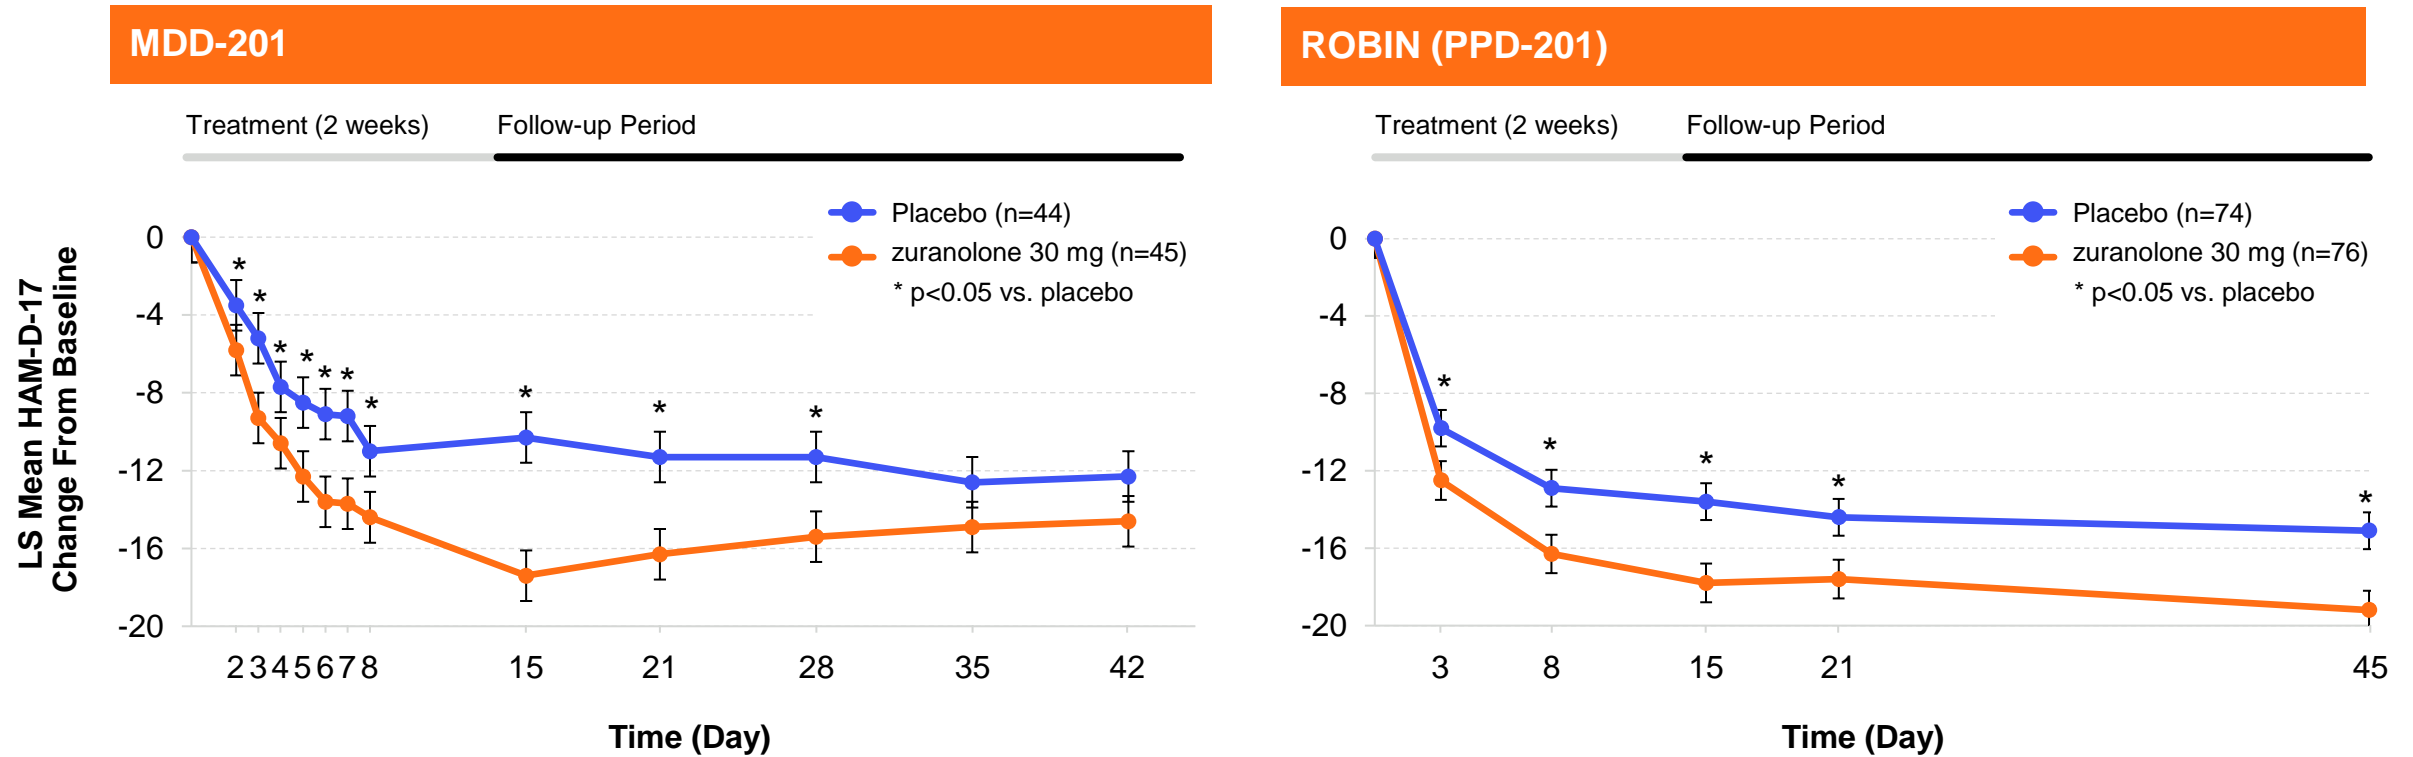 MDD-201
Treatment (2 weeks) Follow-up Period
Placebo (n=44)
zuranolone 30 mg (n=45)
* p<0.05 vs. placebo
LS Mean HAM-D-17
Change From Baseline
0
-4
-8
-12
-16
-20
* * * * * * * * * *
2 3 4 5 6 7 8 15 21 28 35 42
Time (Day)
ROBIN (PPD-201)
Treatment (2 weeks) Follow-up Period
Placebo (n=74)
zuranolone 30 mg (n=76)
* p<0.05 vs. placebo
0
-4
-8
-12
-16
-20
* * * * *
3 8 15 21 45
Time (Day)